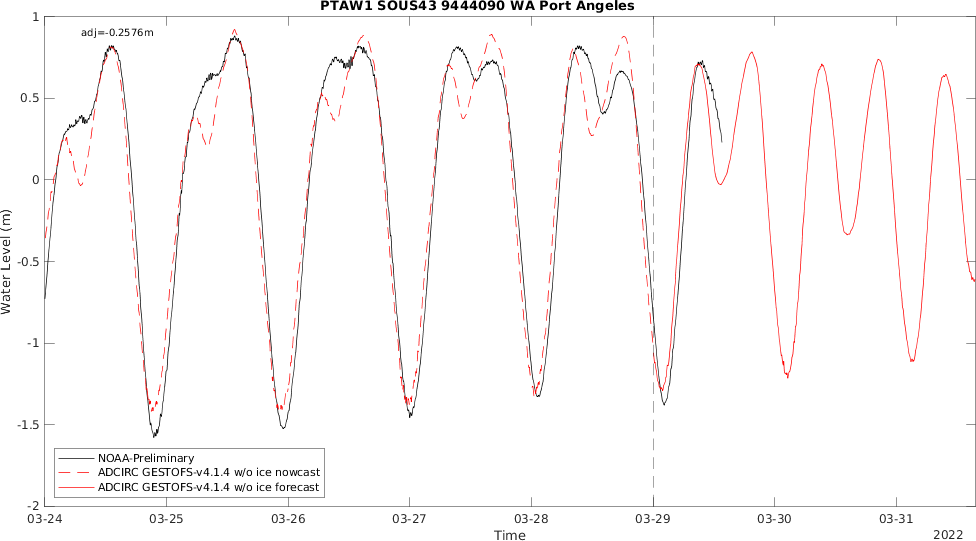 PTAW1 SOUS43 9444090 WA Port Angeles
adj=-0.2576m
1
0.5
0
-0.5
-1
-1.5
-2
Water Level (m)
NOAA-Preliminary
ADCIRC GESTOFS-v4.1.4 w/o ice nowcast
ADCIRC GESTOFS-v4.1.4 w/o ice forecast
03-24 03-25 03-26 03-27 03-28 03-29 03-30 03-31
Time
2022